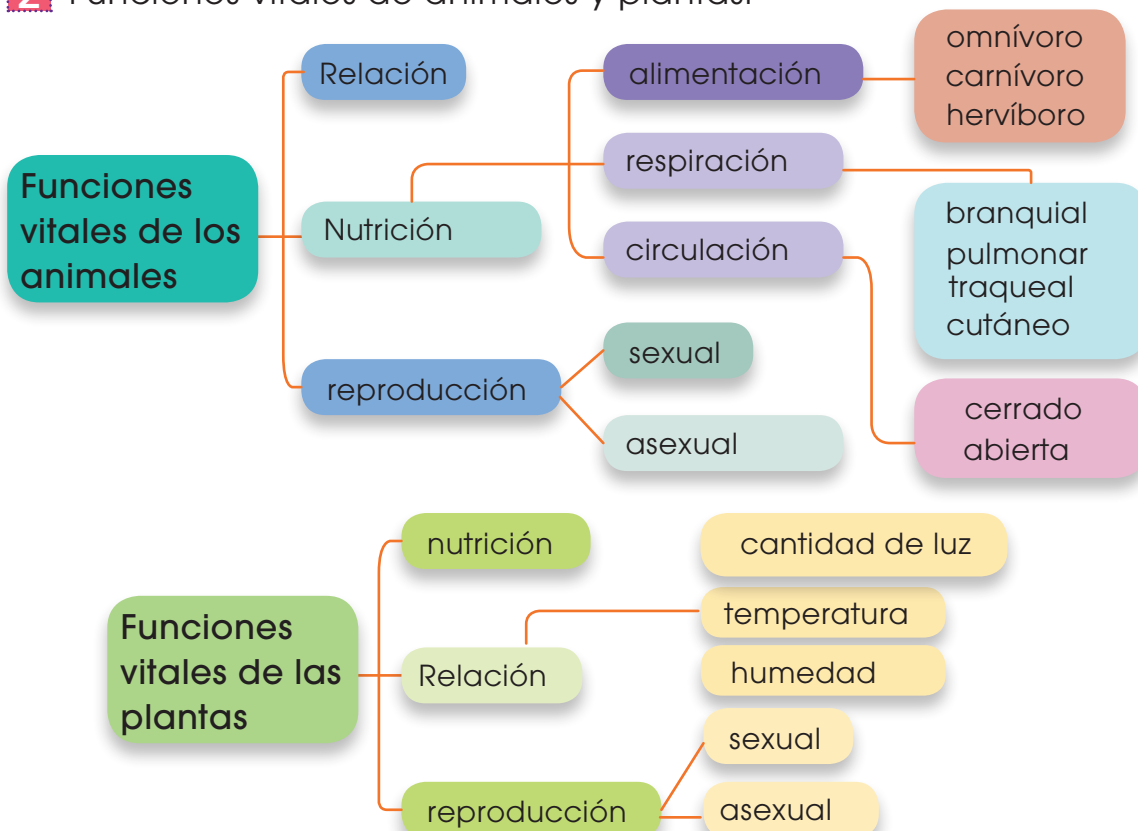 2 Funciones vitales de animales y plantas.
Funciones
vitales de los
animales
Relación
Nutrición
reproducción
alimentación
respiración
circulación
sexual
asexual
omnívoro
carnívoro
hervíboro
branquial
pulmonar
traqueal
cutáneo
cerrado
abierta
Funciones
vitales de las
plantas
nutrición
Relación
reproducción
cantidad de luz
temperatura
humedad
sexual
asexual